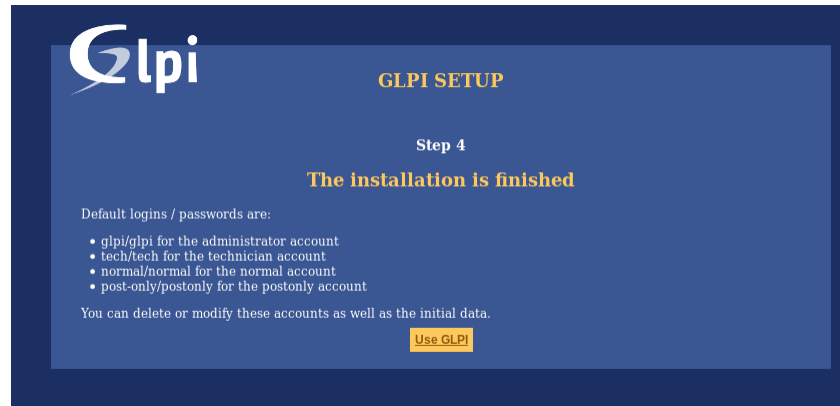 Glpi
GLPI SETUP
Step 4
The installation is finished
Default logins / passwords are:
• glpi/glpi for the administrator account
• tech/tech for the technician account
• normal/normal for the normal account
• post-only/postonly for the postonly account
You can delete or modify these accounts as well as the initial data.
Use GLPI